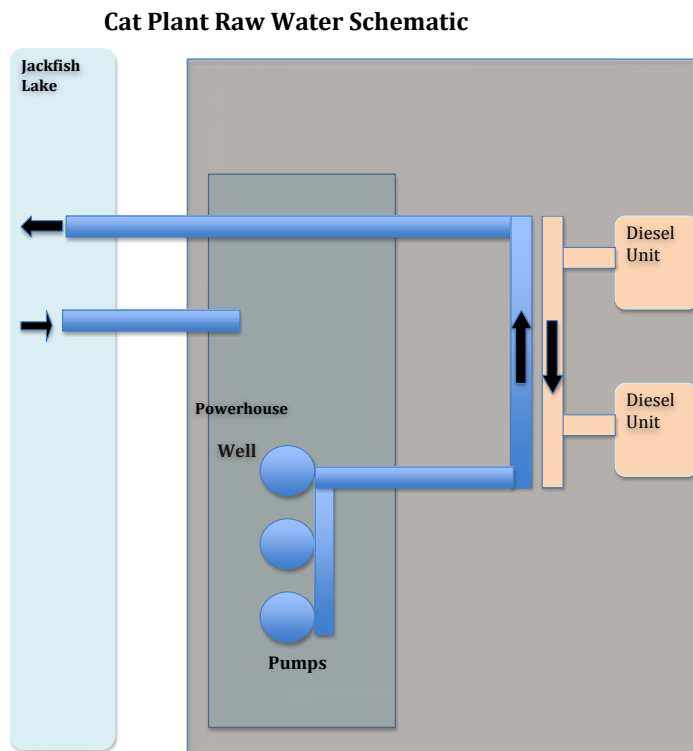 Cat Plant Raw Water Schematic
Jackfish
Lake
Diesel
Unit
Diesel
Unit
Powerhouse
Well
Pumps